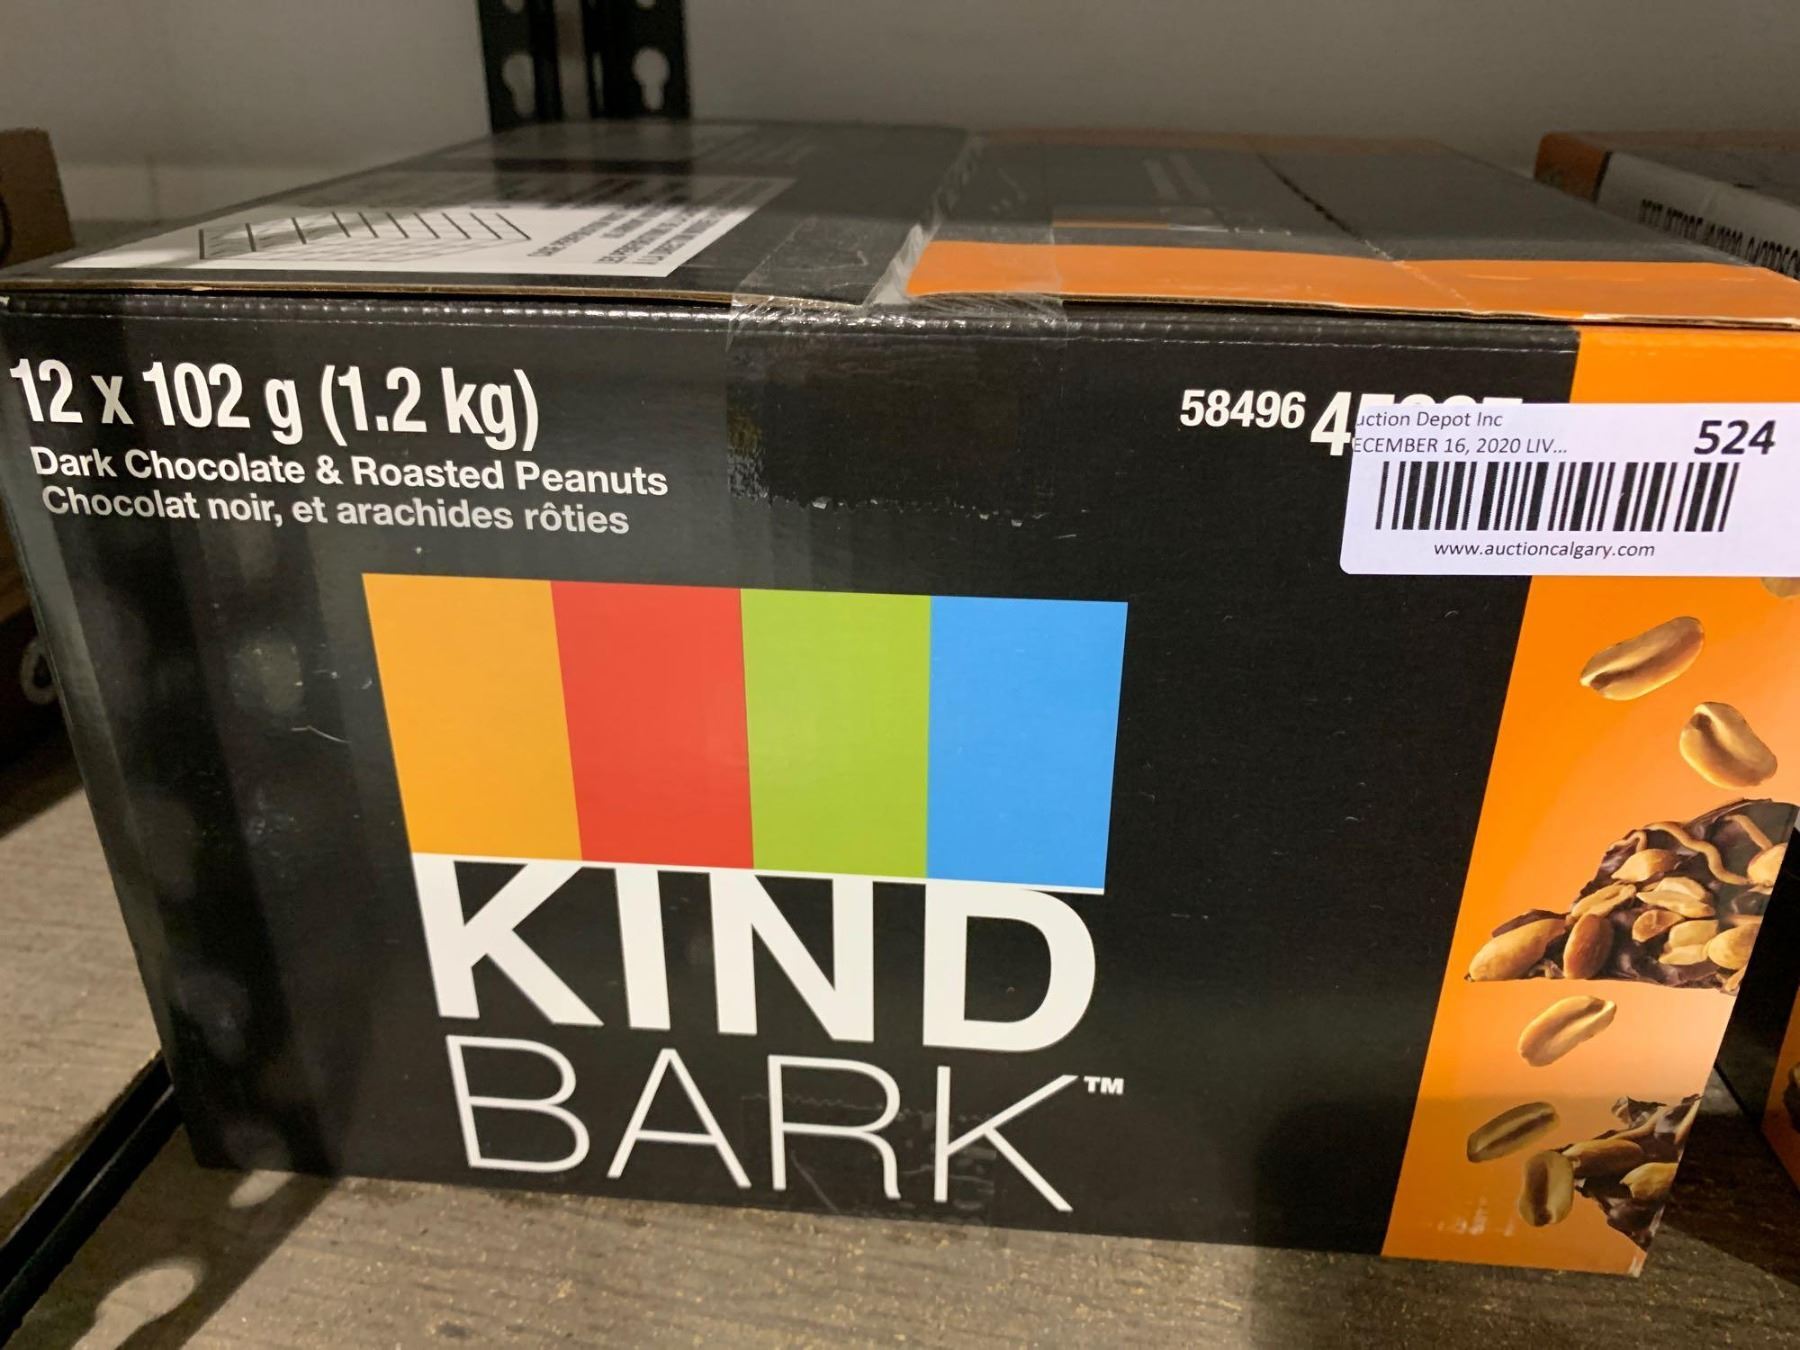 12 x 102 g (1.2 kg)
Dark Chocolate & Roasted Peanuts
Chocolat noir, et arachides rôties
58496
uction Depot Inc
ECEMBER 16, 2020 LIV...
524
www.auctioncalgary.com
KIND
BARK™